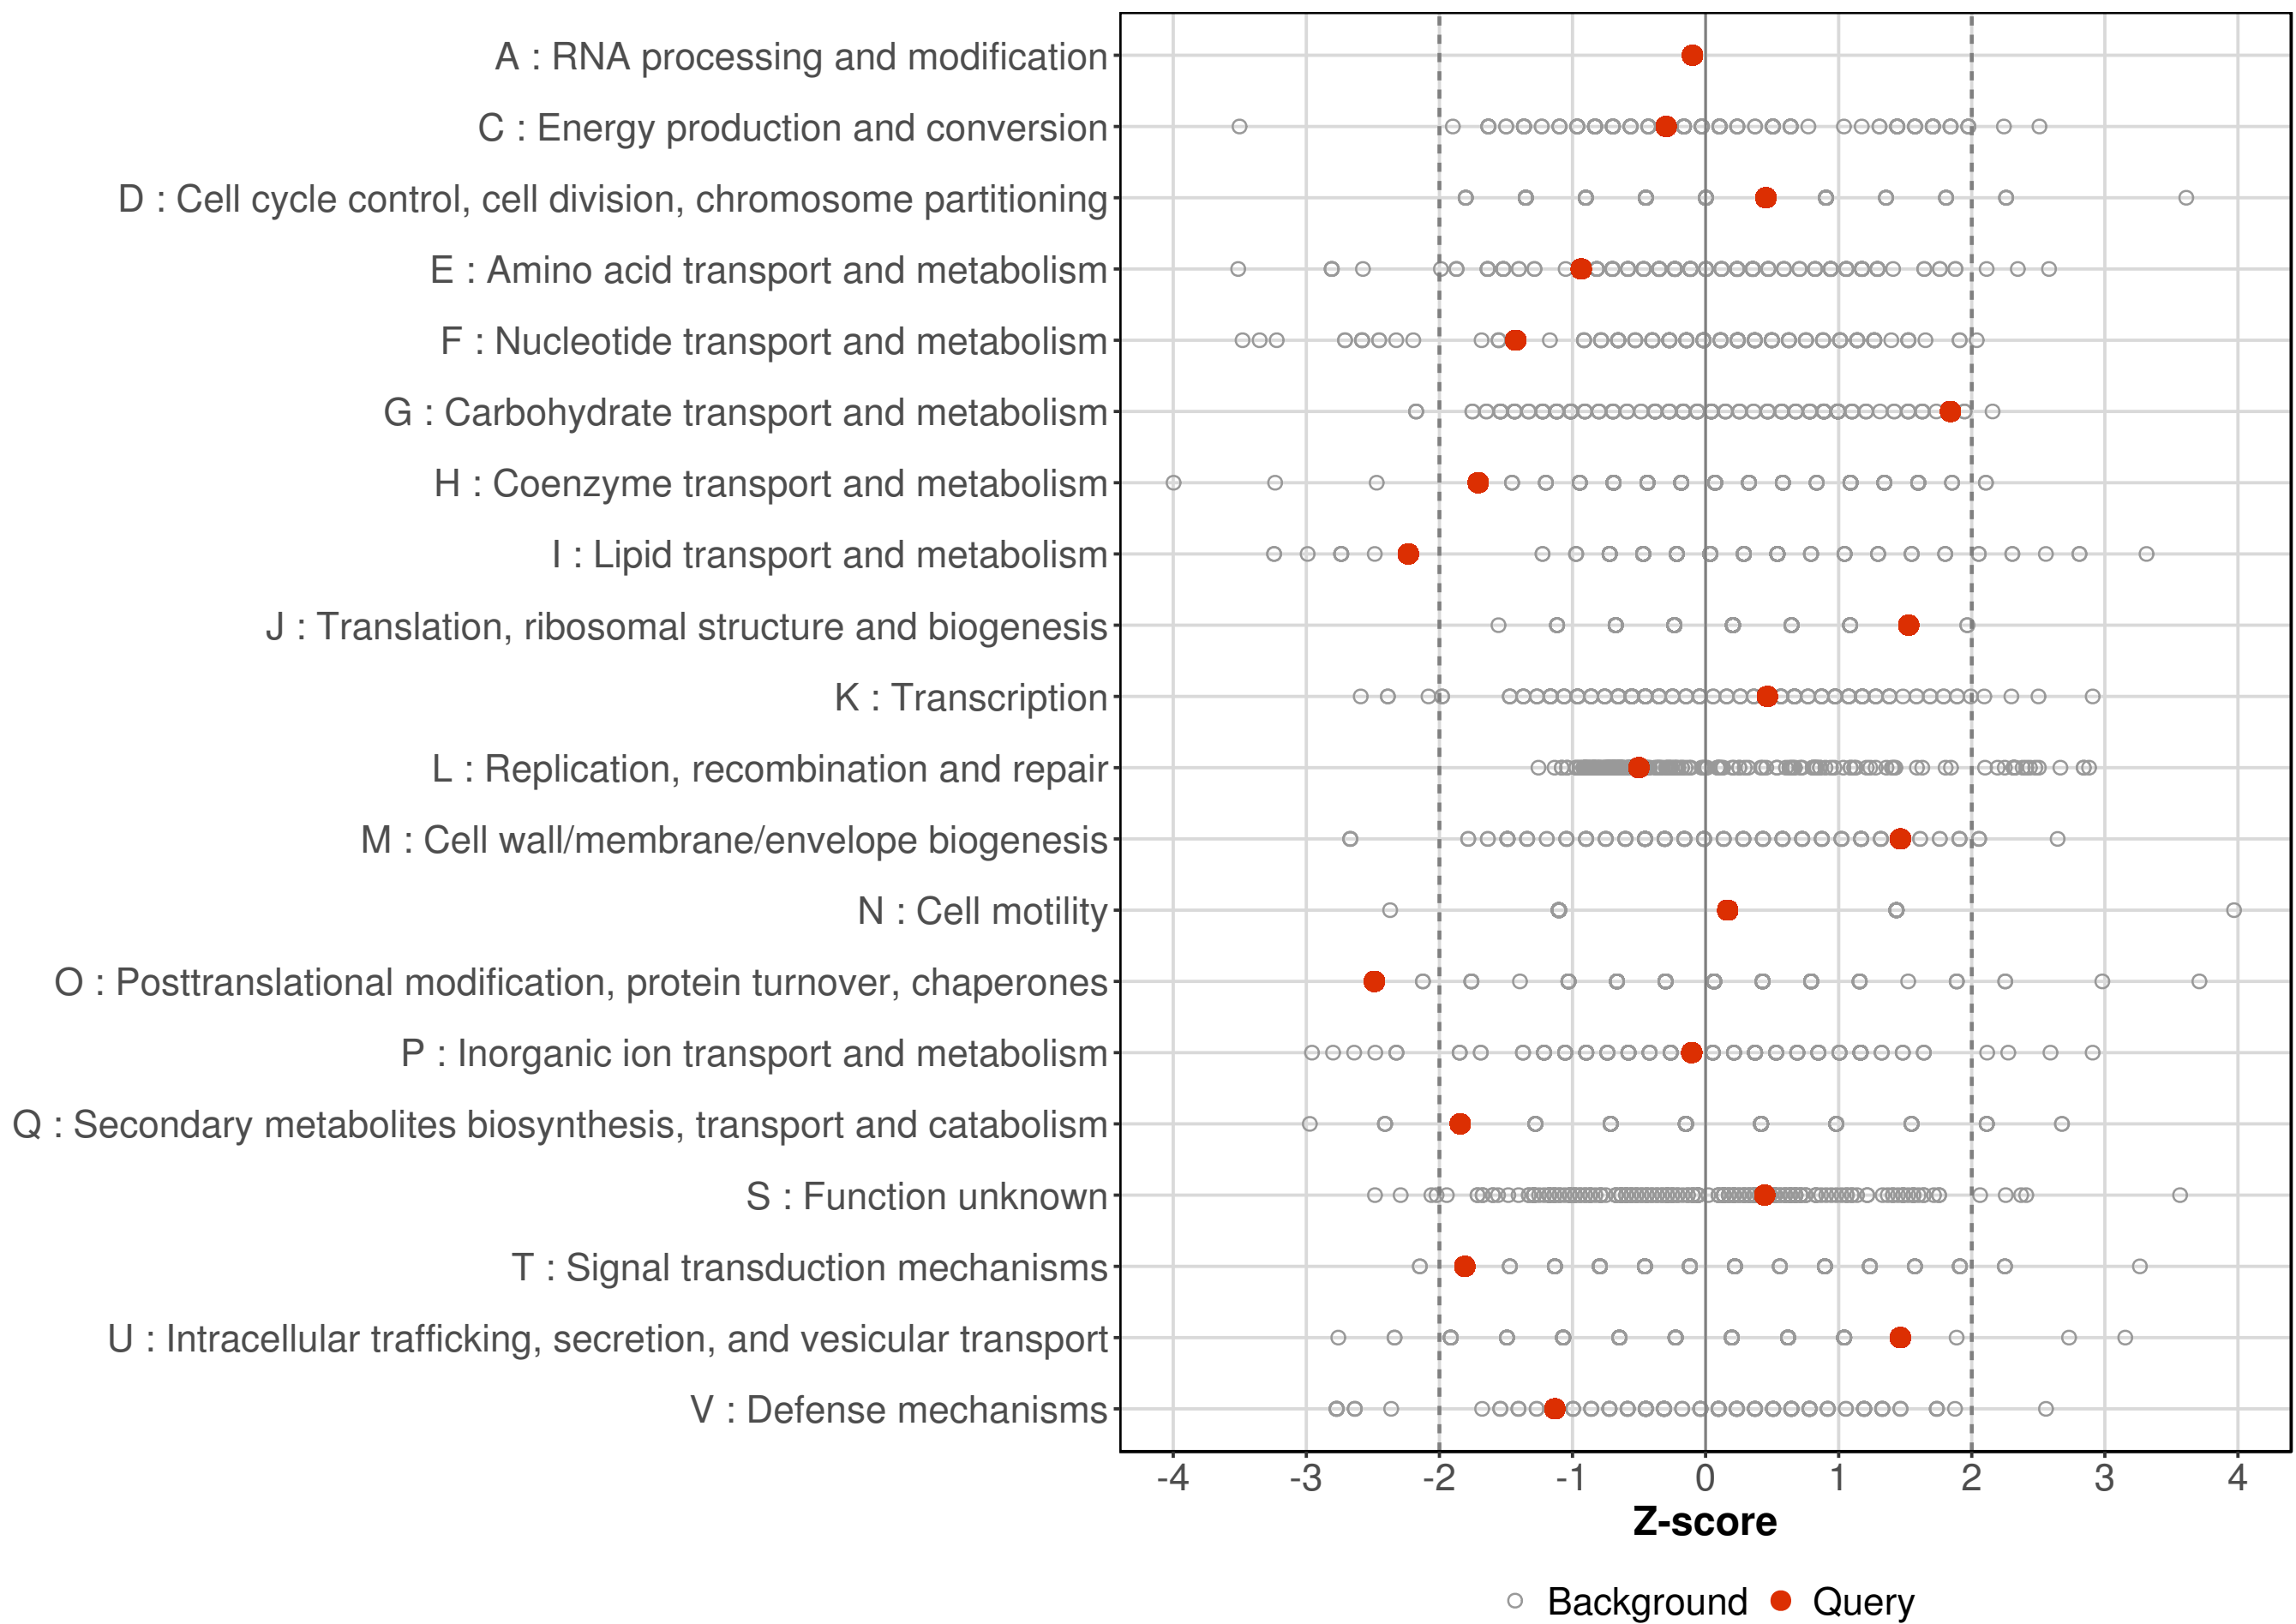 A : RNA processing and modification
C : Energy production and conversion
D : Cell cycle control, cell division, chromosome partitioning
E : Amino acid transport and metabolism
F : Nucleotide transport and metabolism
G : Carbohydrate transport and metabolism
H : Coenzyme transport and metabolism
I : Lipid transport and metabolism
J : Translation, ribosomal structure and biogenesis
K : Transcription
L : Replication, recombination and repair
M : Cell wall/membrane/envelope biogenesis
N : Cell motility
O : Posttranslational modification, protein turnover, chaperones
P : Inorganic ion transport and metabolism
Q : Secondary metabolites biosynthesis, transport and catabolism
S : Function unknown
T : Signal transduction mechanisms
U : Intracellular trafficking, secretion, and vesicular transport
V : Defense mechanisms
-4 -3 -2 -1 0 1 2 3 4
Z-score
Background Query